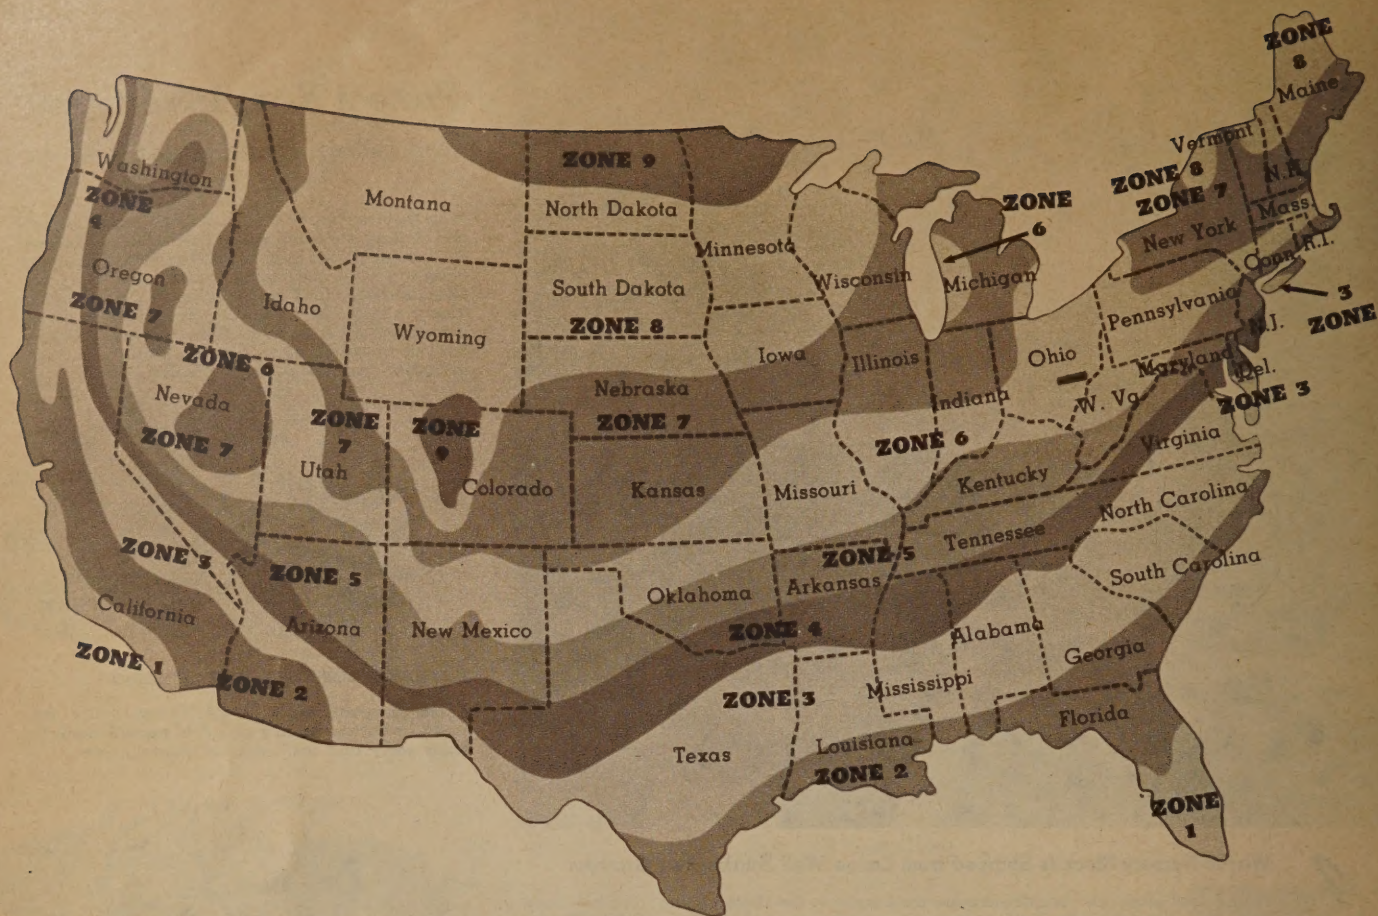 ZONE
8
Maine
Vermont
ZONE 8
N.H.
ZONE 7
Mass.
New York
Conn.
R.I.
3
ZONE
Washington
ZONE
4
Oregon
ZONE 7
Idaho
Montana
ZONE 9
North Dakota
South Dakota
ZONE 8
Minnesota
Wisconsin
ZONE
6
Michigan
Wyoming
ZONE 6
Nevada
ZONE 7
ZONE
7
Utah
ZONE
9
Colorado
Nebraska
ZONE 7
Kansas
Iowa
Illinois
Indiana
Ohio
Pennsylvania
N.J.
Maryland
Del.
ZONE 3
W. Va.
Virginia
ZONE 6
Missouri
Kentucky
North Carolina
Tennessee
South Carolina
ZONE 3
ZONE 5
California
Arizona
New Mexico
Oklahoma
ZONE 5
Arkansas
ZONE 4
ZONE 1
ZONE 2
ZONE 3
Texas
Mississippi
Alabama
Georgia
Louisiana
ZONE 2
Florida
ZONE
1